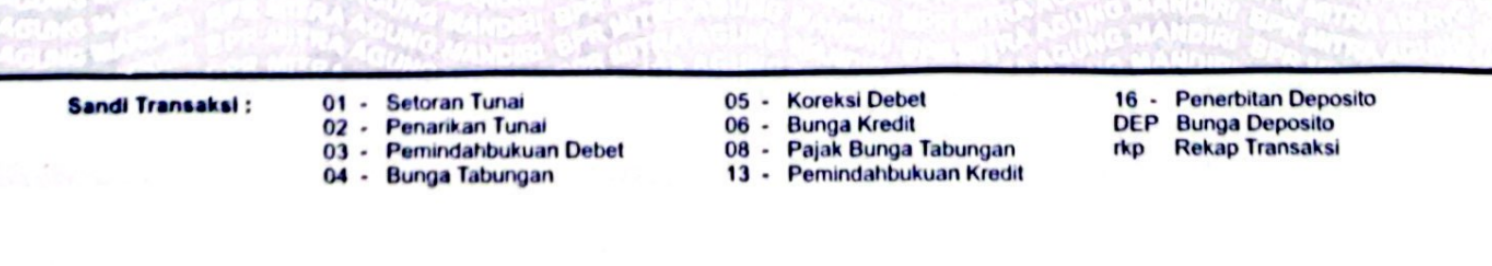 Sandi Transaksi :
01 - Setoran Tunai
02 - Penarikan Tunai
03 - Pemindahbukuan Debet
04 - Bunga Tabungan
05 - Koreksi Debet
06 - Bunga Kredit
08 - Pajak Bunga Tabungan
13 - Pemindahbukuan Kredit
16 - Penerbitan Deposito
DEP Bunga Deposito
rkp Rekap Transaksi